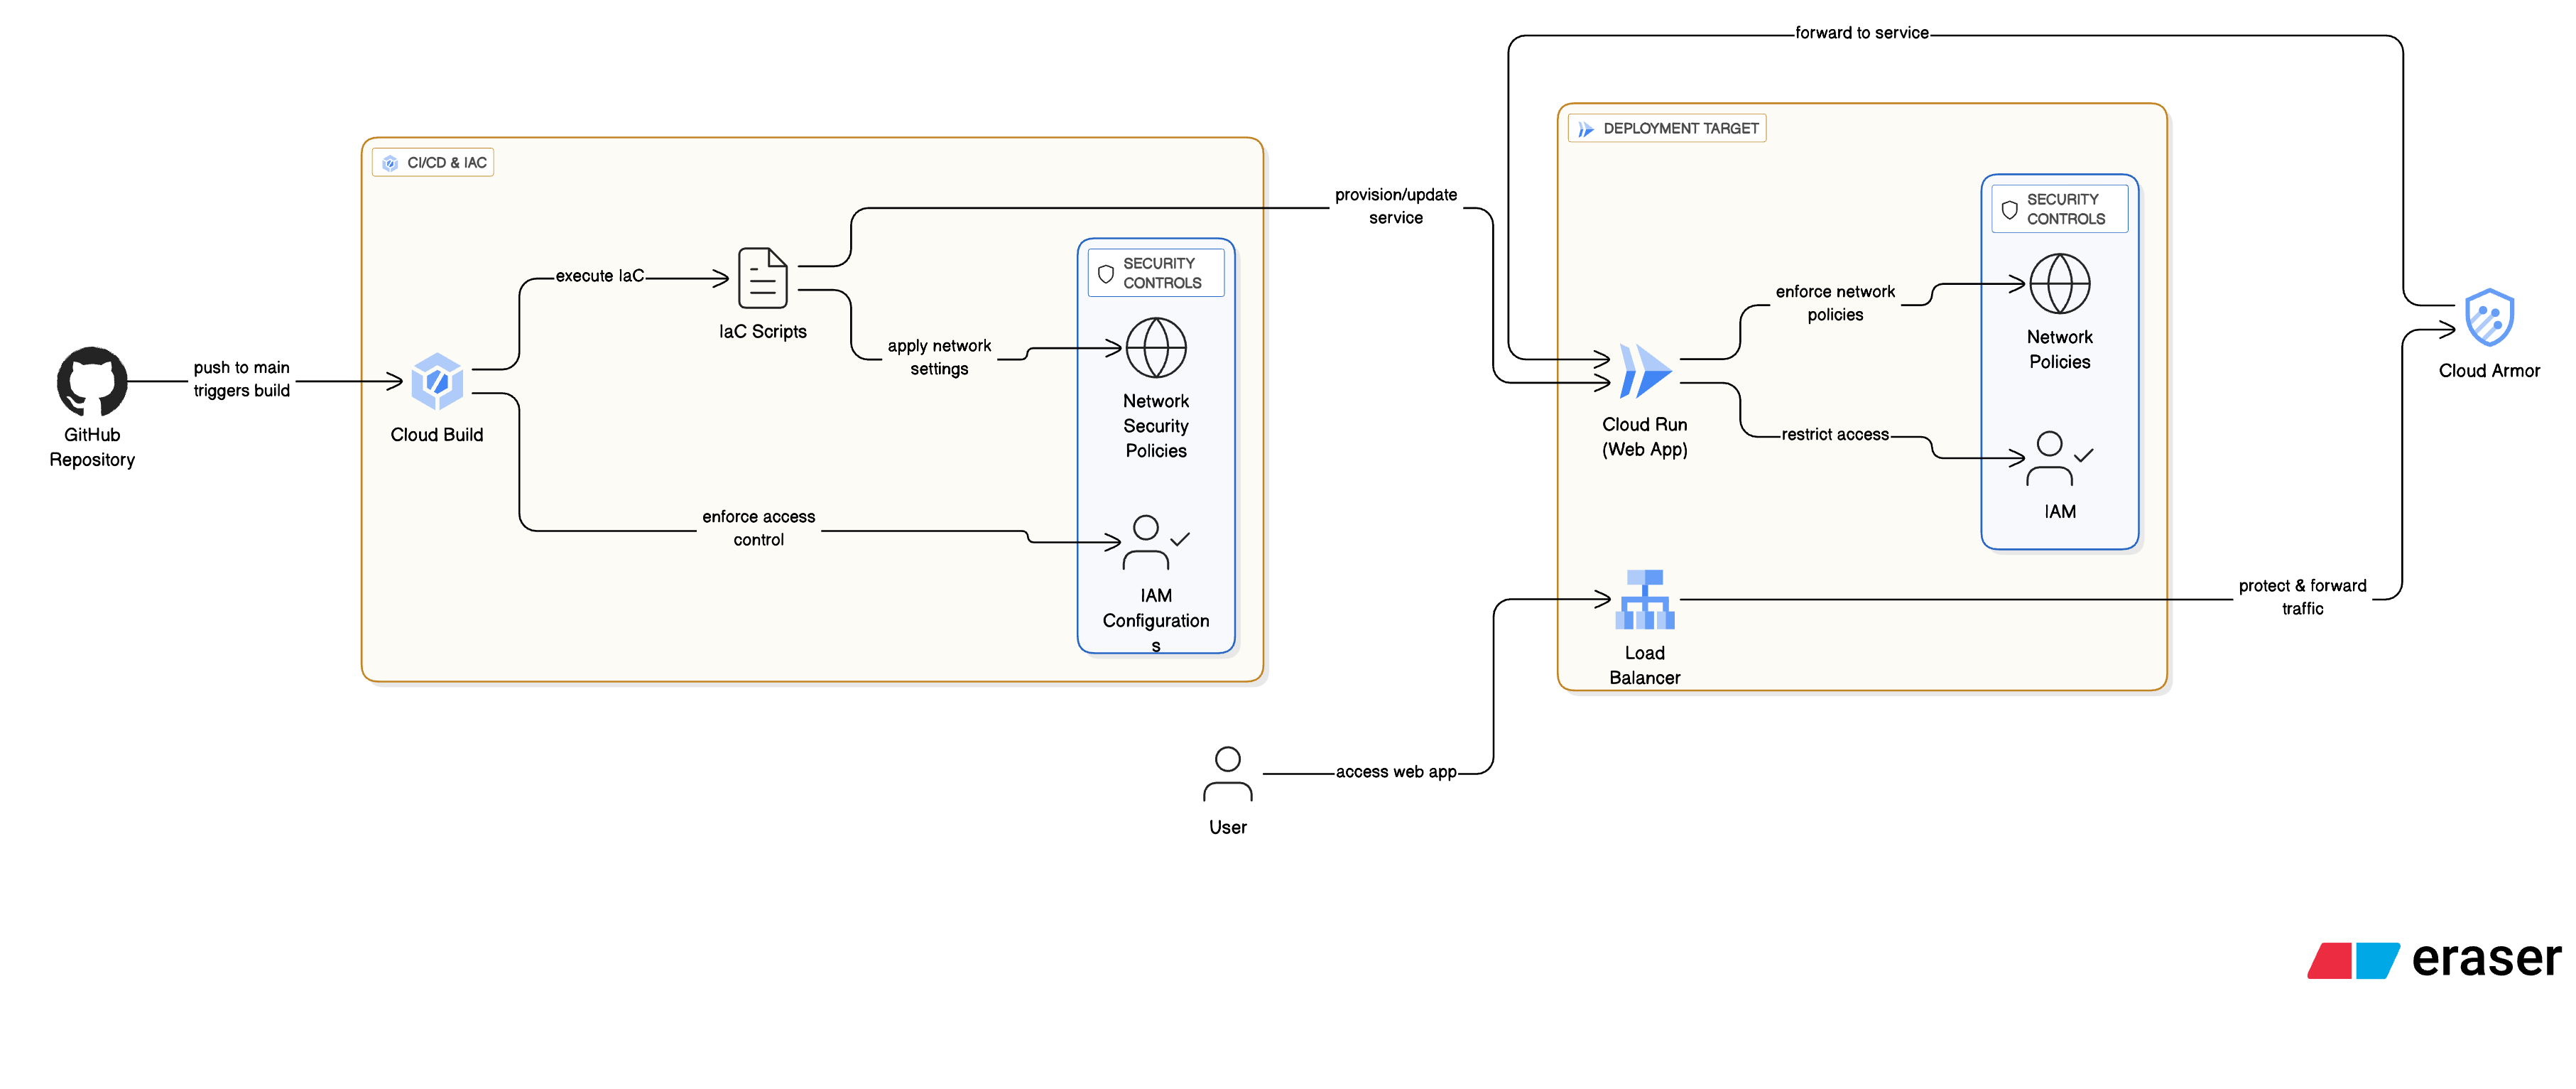 forward to service
DEPLOYMENT TARGET
CI/CD & IAC
provision/update
service
SECURITY
CONTROLS
SECURITY
CONTROLS
execute IaC
IaC Scripts
enforce network
policies
Network
Policies
apply network
settings
push to main
triggers build
Cloud Armor
Network
Security
Policies
GitHub
Repository
Cloud Build
Cloud Run
(Web App)
restrict access
IAM
enforce access
control
IAM
Configuration
s
protect & forward
traffic
Load
Balancer
access web app
User
eraser